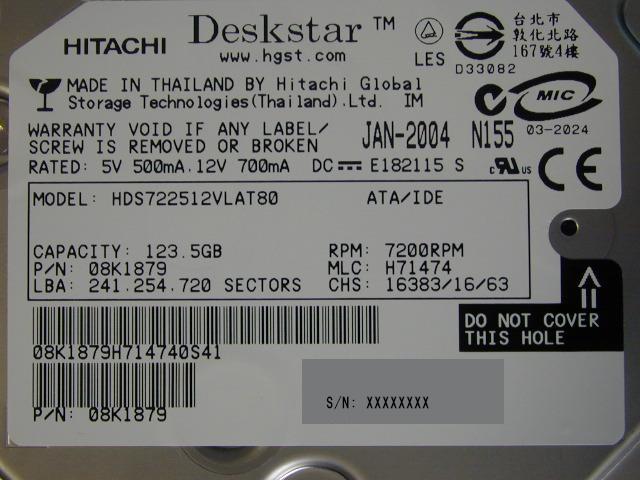 HITACHI Deskstar™
www.hgst.com
LES
D33082
台北市
敦化北路
167號4樓
MADE IN THAILAND BY Hitachi Global
Storage Technologies(Thailand).Ltd. IM
MIC
03-2024
WARRANTY VOID IF ANY LABEL/
SCREW IS REMOVED OR BROKEN
JAN-2004 N155
RATED: 5V 500mA.12V 700mA DC E182115 S
c UR us CE
MODEL: HDS722512VLAT80 ATA/IDE
CAPACITY: 123.5GB RPM: 7200RPM
P/N: 08K1879 MLC: H71474
LBA: 241.254.720 SECTORS CHS: 16383/16/63
DO NOT COVER
THIS HOLE
08K1879H714740S41
P/N: 08K1879
S/N: XXXXXXXX